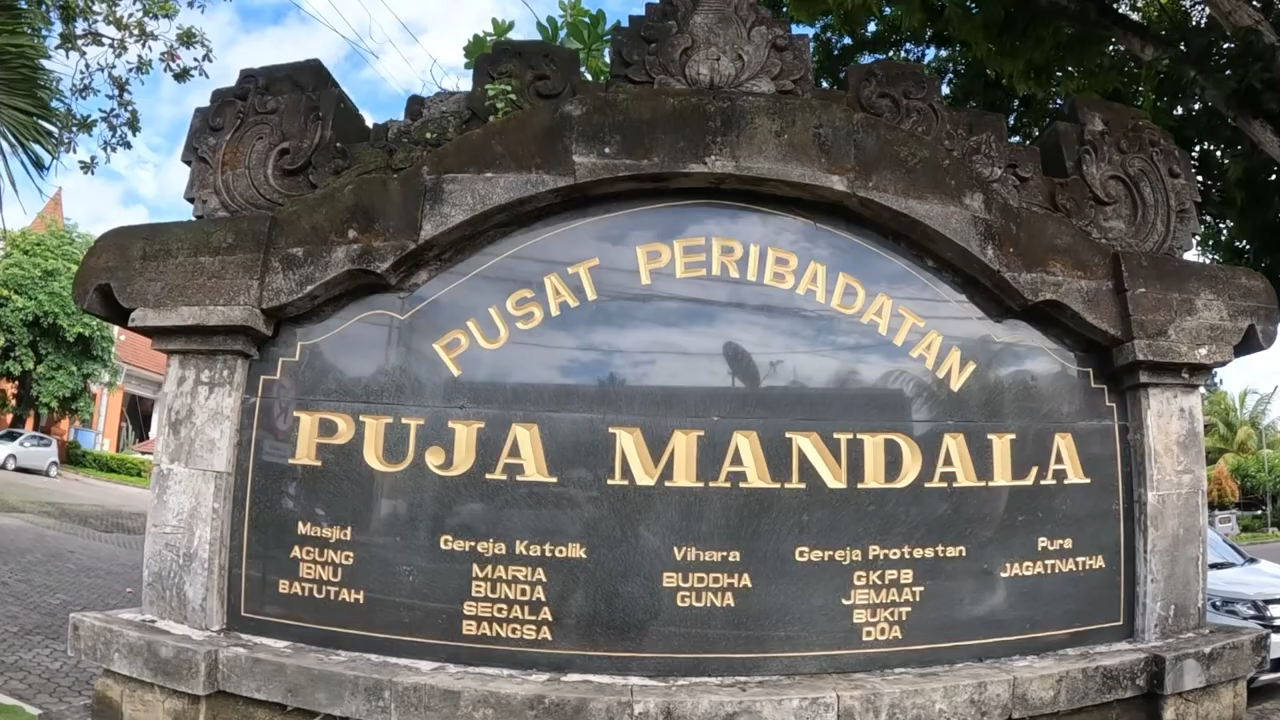 PUSAT PERIBADATAN
PUJA MANDALA
Masjid
AGUNG
IBNU
BATUTAH
Gereja Katolik
MARIA
BUNDA
SEGALA
BANGSA
Vihara
BUDDHA
GUNA
Gereja Protestan
GKPB
JEMAAT
BUKIT
DOA
Pura
JAGATNATHA